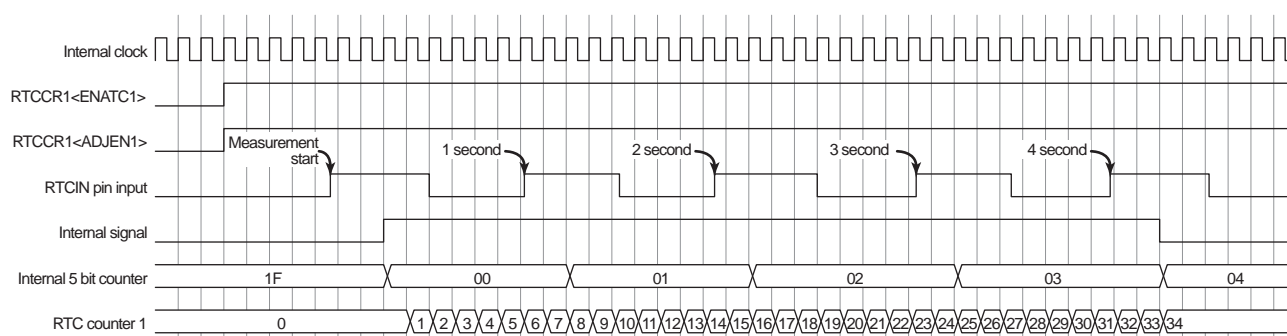 Internal clock
RTCCR1<ENATC1>
RTCCR1<ADJEN1>
Measurement
start
1 second
2 second
3 second
4 second
RTCIN pin input
Internal signal
Internal 5 bit counter
1F
00
01
02
03
04
RTC counter 1
0
1 2 3 4 5 6 7 8 9 10 11 12 13 14 15 16 17 18 19 20 21 22 23 24 25 26 27 28 29 30 31 32 33 34